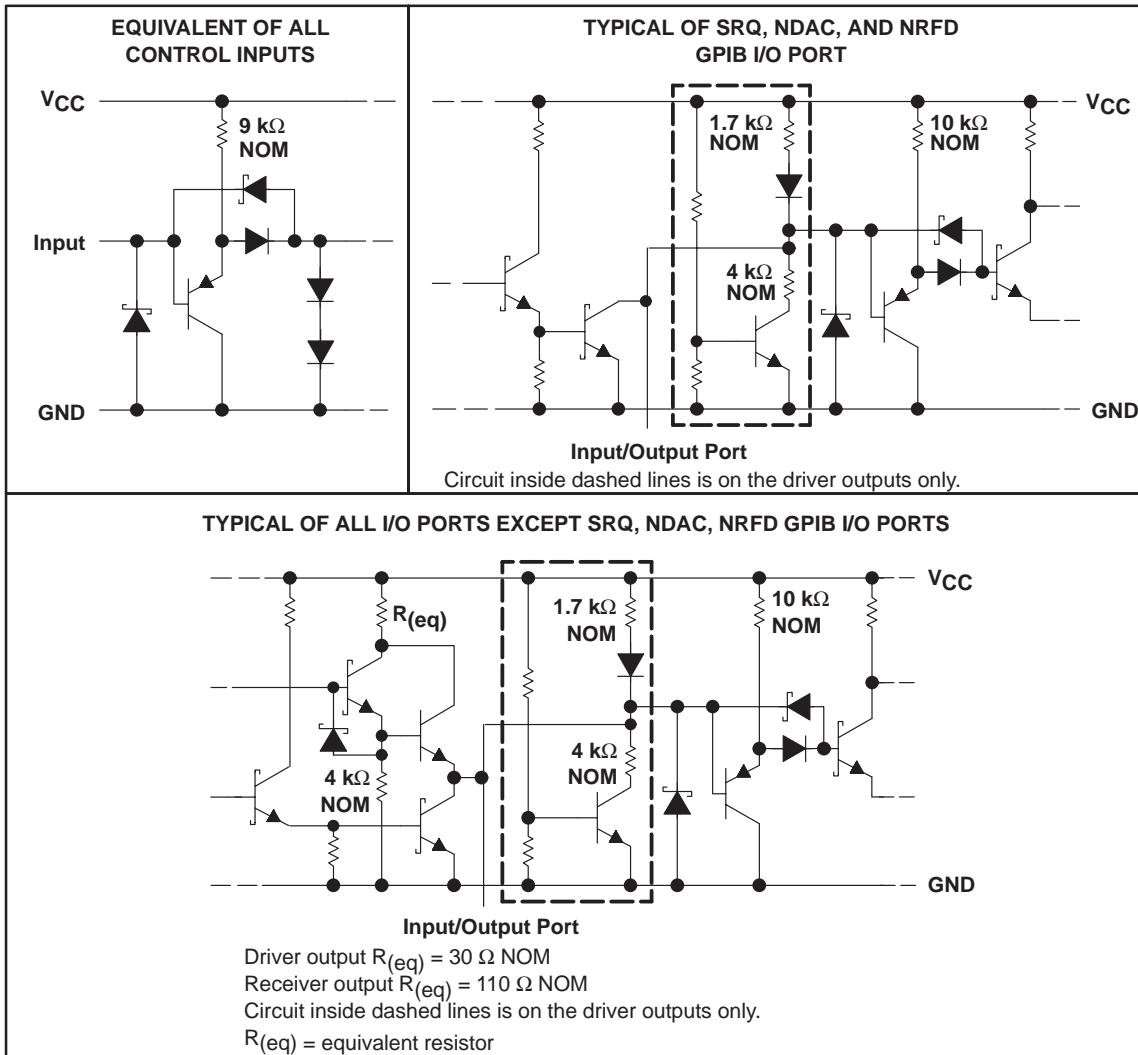 EQUIVALENT OF ALL
CONTROL INPUTS
VCC
9 kΩ
NOM
Input
GND
TYPICAL OF SRQ, NDAC, AND NRFD
GPIB I/O PORT
VCC
1.7 kΩ
NOM
10 kΩ
NOM
4 kΩ
NOM
GND
Input/Output Port
Circuit inside dashed lines is on the driver outputs only.
TYPICAL OF ALL I/O PORTS EXCEPT SRQ, NDAC, NRFD GPIB I/O PORTS
VCC
R(eq)
1.7 kΩ
NOM
10 kΩ
NOM
4 kΩ
NOM
4 kΩ
NOM
GND
Input/Output Port
Driver output R(eq) = 30 Ω NOM
Receiver output R(eq) = 110 Ω NOM
Circuit inside dashed lines is on the driver outputs only.
R(eq) = equivalent resistor